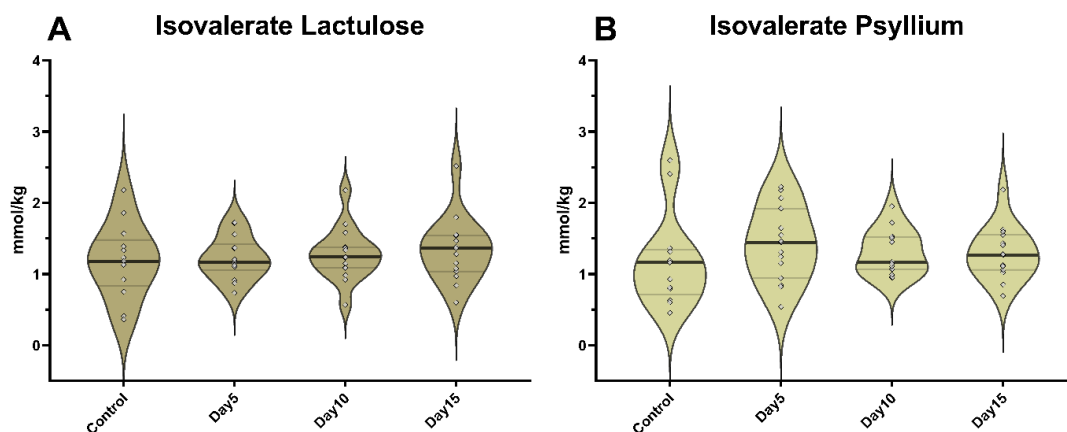 A Isovalerate Lactulose
4
3
2
1
0
mmol/kg
Control Day5 Day10 Day15
B Isovalerate Psyllium
4
3
2
1
0
mmol/kg
Control Day5 Day10 Day15